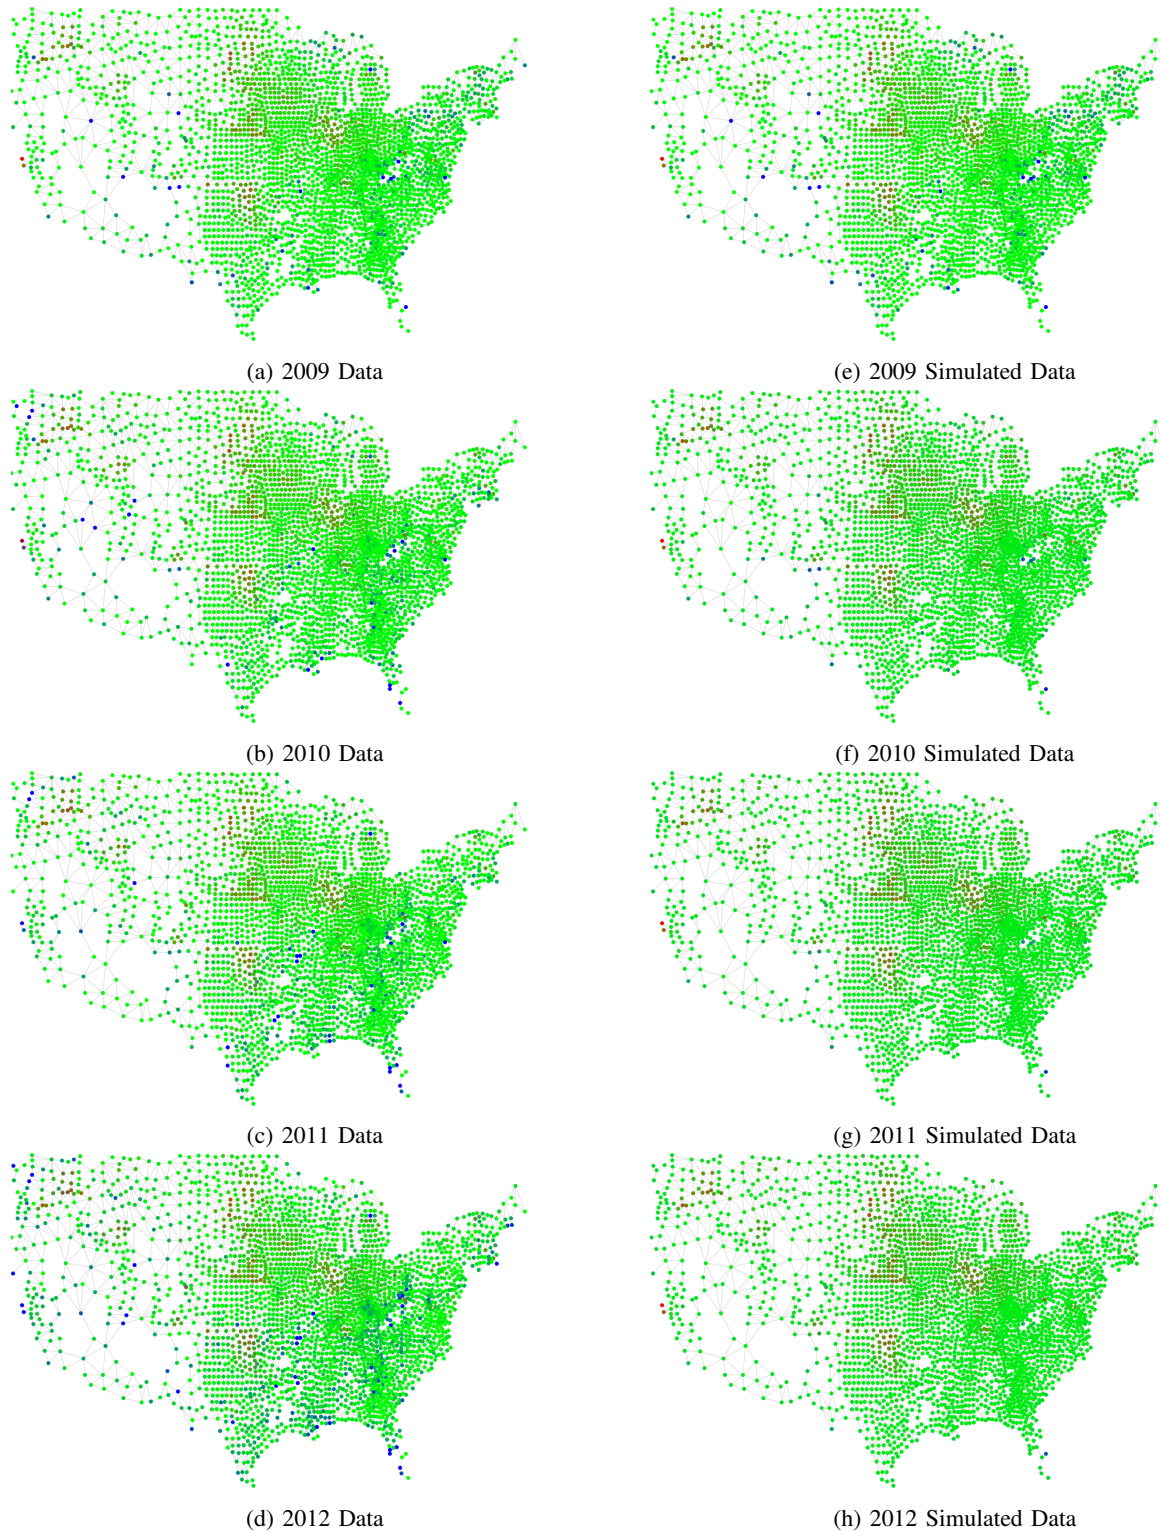 (a) 2009 Data
(e) 2009 Simulated Data
(b) 2010 Data
(f) 2010 Simulated Data
(c) 2011 Data
(g) 2011 Simulated Data
(d) 2012 Data
(h) 2012 Simulated Data